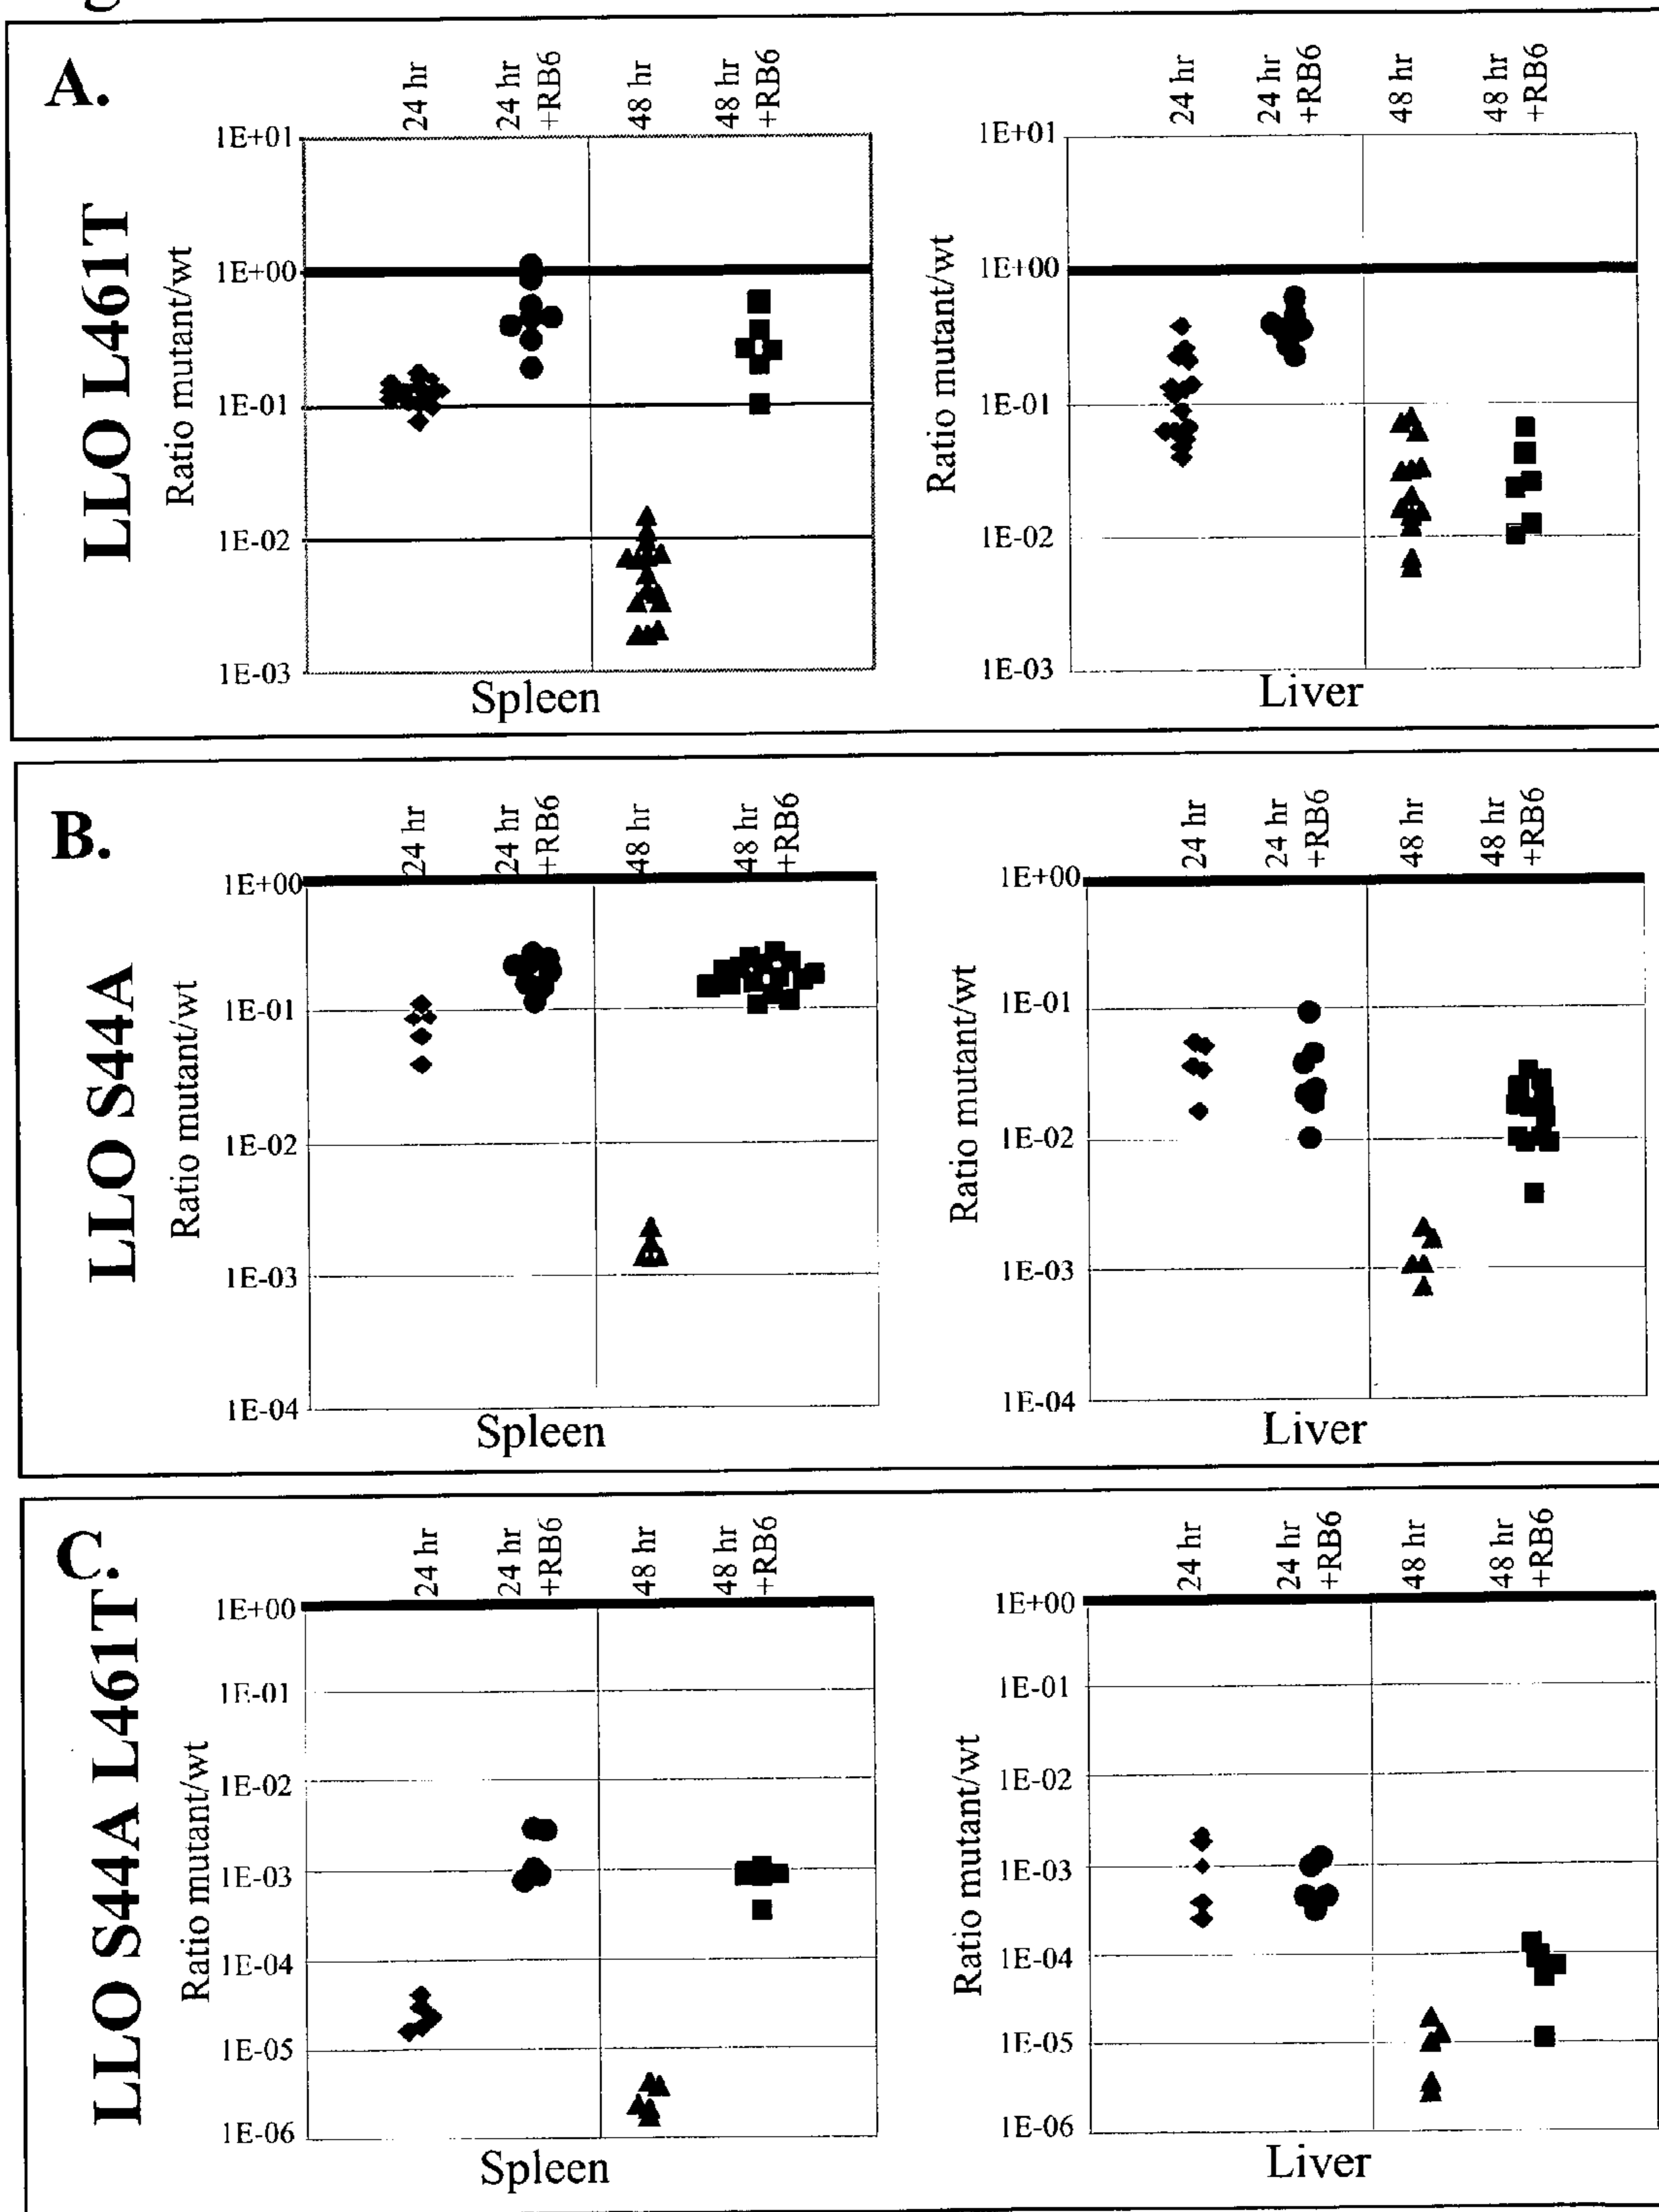 A.
LLO L461T
24 hr
24 hr
+RB6
48 hr
48 hr
+RB6
Ratio mutant/wt
1E+01
1E+00
1E-01
1E-02
1E-03
Spleen
24 hr
24 hr
+RB6
48 hr
48 hr
+RB6
Ratio mutant/wt
1E+01
1E+00
1E-01
1E-02
1E-03
Liver
B.
LLO S44A
24 hr
24 hr
+RB6
48 hr
48 hr
+RB6
Ratio mutant/wt
1E+00
1E-01
1E-02
1E-03
1E-04
Spleen
24 hr
24 hr
+RB6
48 hr
48 hr
+RB6
Ratio mutant/wt
1E+00
1E-01
1E-02
1E-03
1E-04
Liver
C.
LLO S44A L461T
24 hr
24 hr
+RB6
48 hr
48 hr
+RB6
Ratio mutant/wt
1E+00
1E-01
1E-02
1E-03
1E-04
1E-05
1E-06
Spleen
24 hr
24 hr
+RB6
48 hr
48 hr
+RB6
Ratio mutant/wt
1E+00
1E-01
1E-02
1E-03
1E-04
1E-05
1E-06
Liver